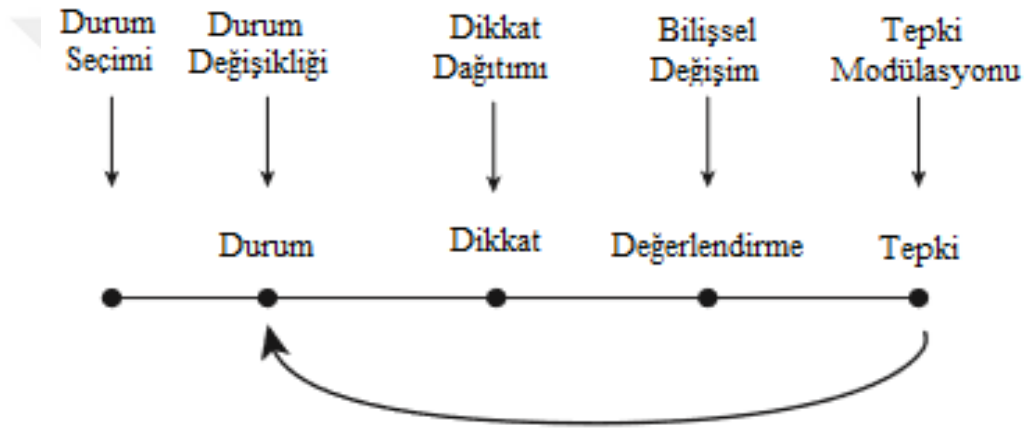 Durum
Seçimi
Durum
Değişikliği
Dikkat
Dağıtımı
Bilişsel
Değişim
Tepki
Modülasyonu
Durum
Dikkat
Değerlendirme
Tepki